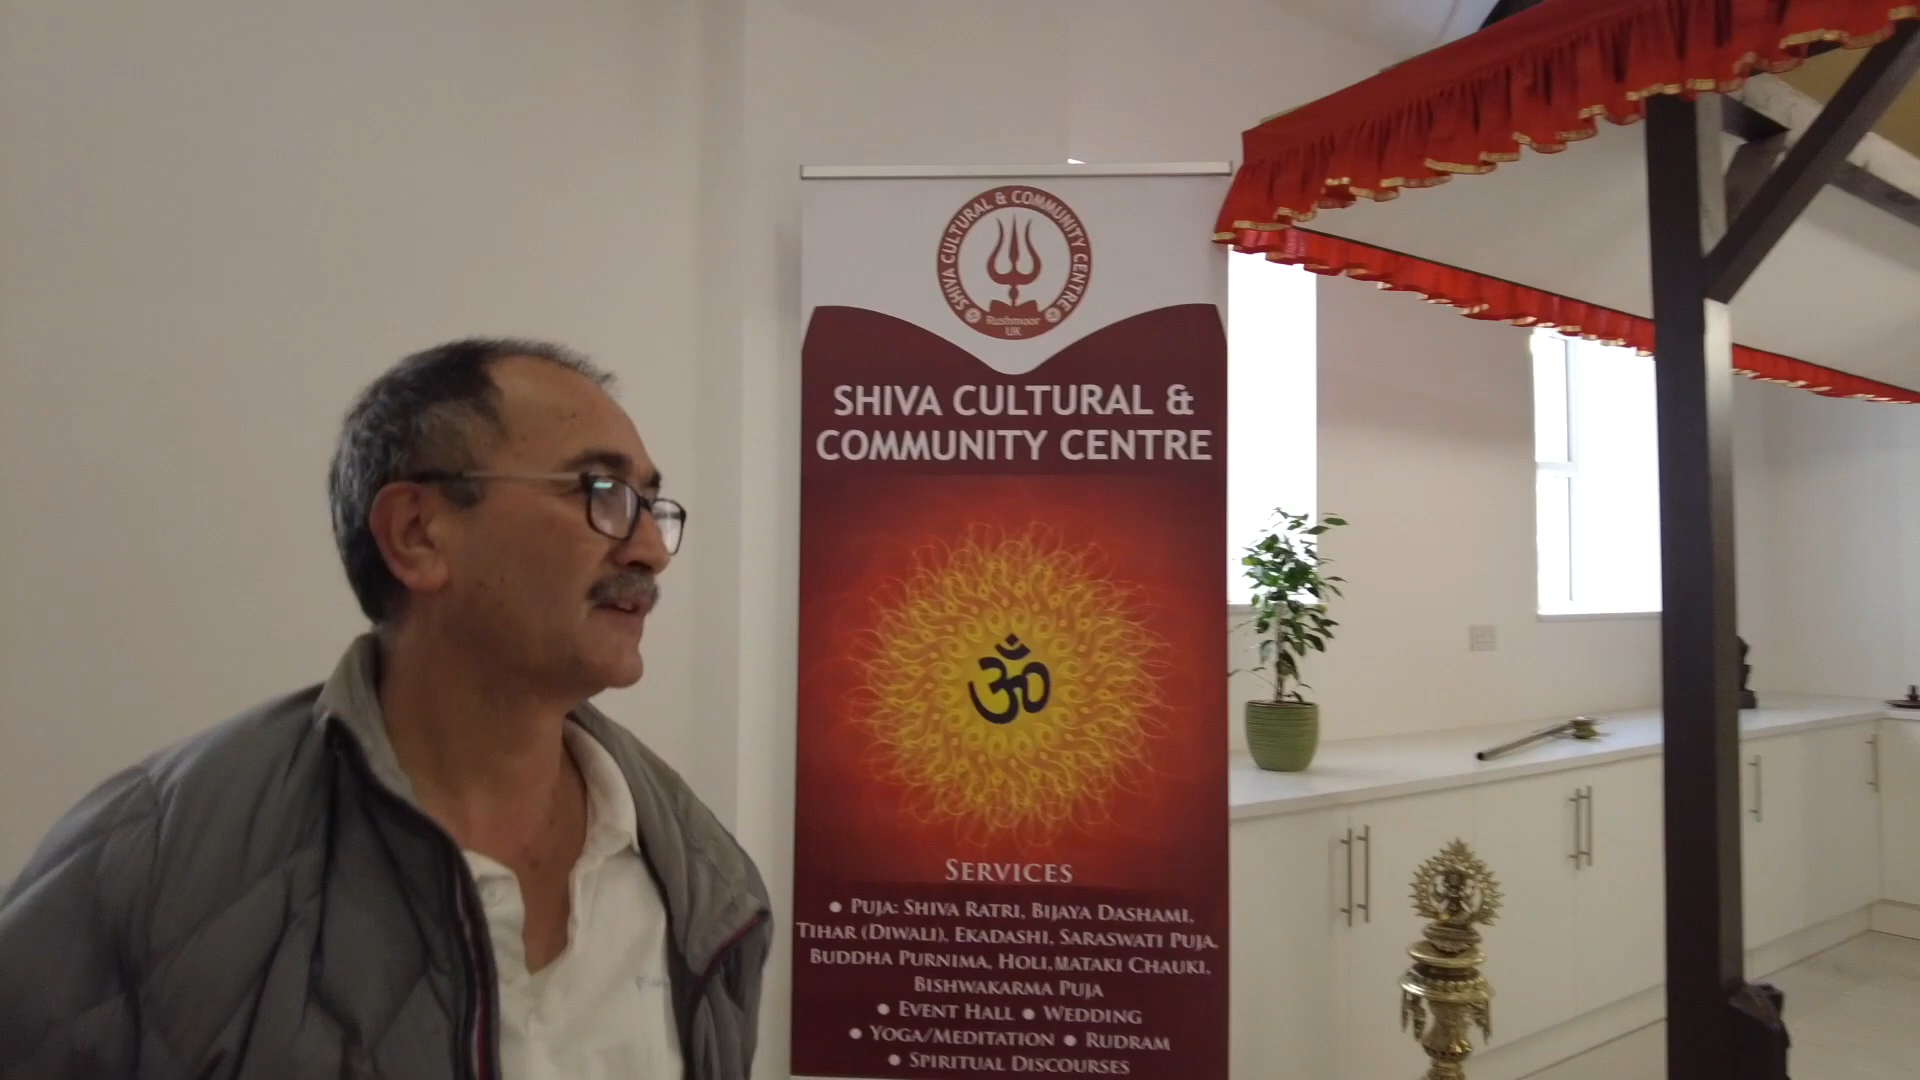 SHIVA CULTURAL & COMMUNITY CENTRE
Rushmoor
UK
SHIVA CULTURAL &
COMMUNITY CENTRE
ॐ
SERVICES
● PUJA: SHIVA RATRI, BIJAYA DASHAMI,
TIHAR (DIWALI), EKADASHI, SARASWATI PUJA,
BUDDHA PURNIMA, HOLI,MATAKI CHAUKI,
BISHWAKARMA PUJA
● EVENT HALL ● WEDDING
● YOGA/MEDITATION ● RUDRAM
● SPIRITUAL DISCOURSES